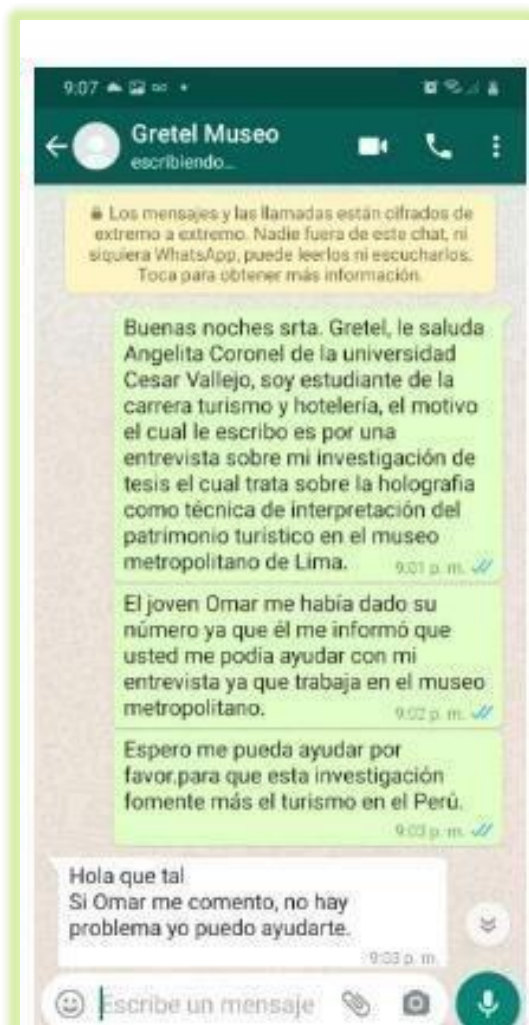 9:07
Gretel Museo
escribiendo...
Los mensajes y las llamadas están cifrados de
extremo a extremo. Nadie fuera de este chat, ni
siquiera WhatsApp, puede leerlos ni escucharlos.
Toca para obtener más información.
Buenas noches srta. Gretel, le saluda
Angelita Coronel de la universidad
Cesar Vallejo, soy estudiante de la
carrera turismo y hotelería, el motivo
el cual le escribo es por una
entrevista sobre mi investigación de
tesis el cual trata sobre la holografia
como técnica de interpretación del
patrimonio turístico en el museo
metropolitano de Lima.
9:01 p. m.
El joven Omar me había dado su
número ya que él me informó que
usted me podía ayudar con mi
entrevista ya que trabaja en el museo
metropolitano.
9:02 p. m.
Espero me pueda ayudar por
favor,para que esta investigación
fomente más el turismo en el Perú.
9:03 p. m.
Hola que tal
Si Omar me comento, no hay
problema yo puedo ayudarte.
9:03 p. m.
Escribe un mensaje